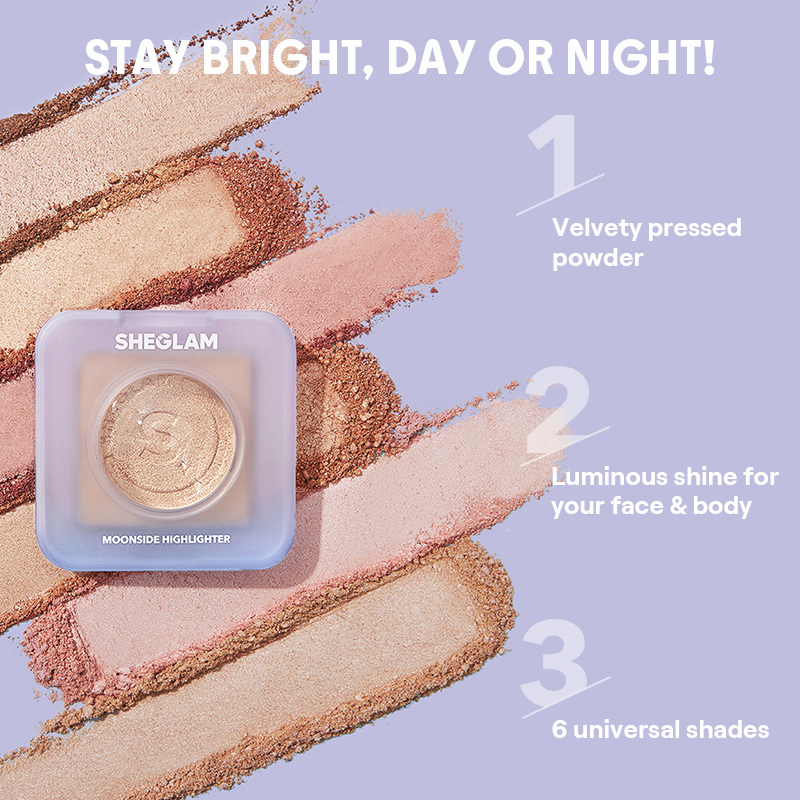 STAY BRIGHT, DAY OR NIGHT!
1
Velvety pressed
powder
SHEGLAM
S
MOONSIDE HIGHLIGHTER
2
Luminous shine for
your face & body
3
6 universal shades